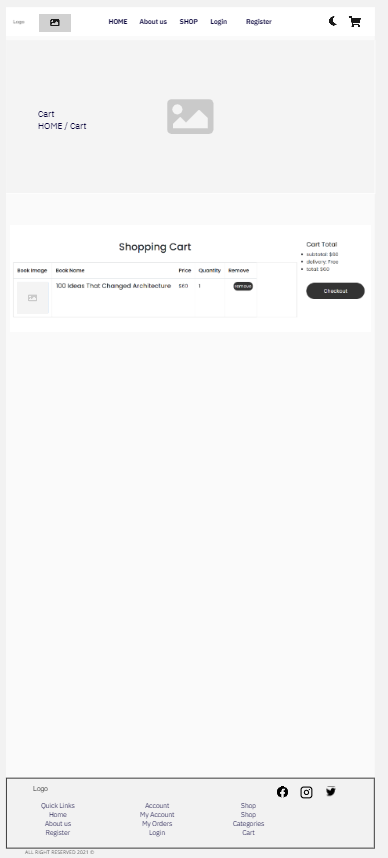 Logo
HOME About us SHOP Login Register
Cart
HOME / Cart
Shopping Cart
Book Image Book Name Price Quantity Remove
100 Ideas That Changed Architecture $60 1 remove
Cart Total
subtotal: $60
delivery: Free
total: $60
Checkout
Logo
Quick Links Account Shop
Home My Account Shop
About us My Orders Categories
Register Login Cart
ALL RIGHT RESERVED 2021 ©